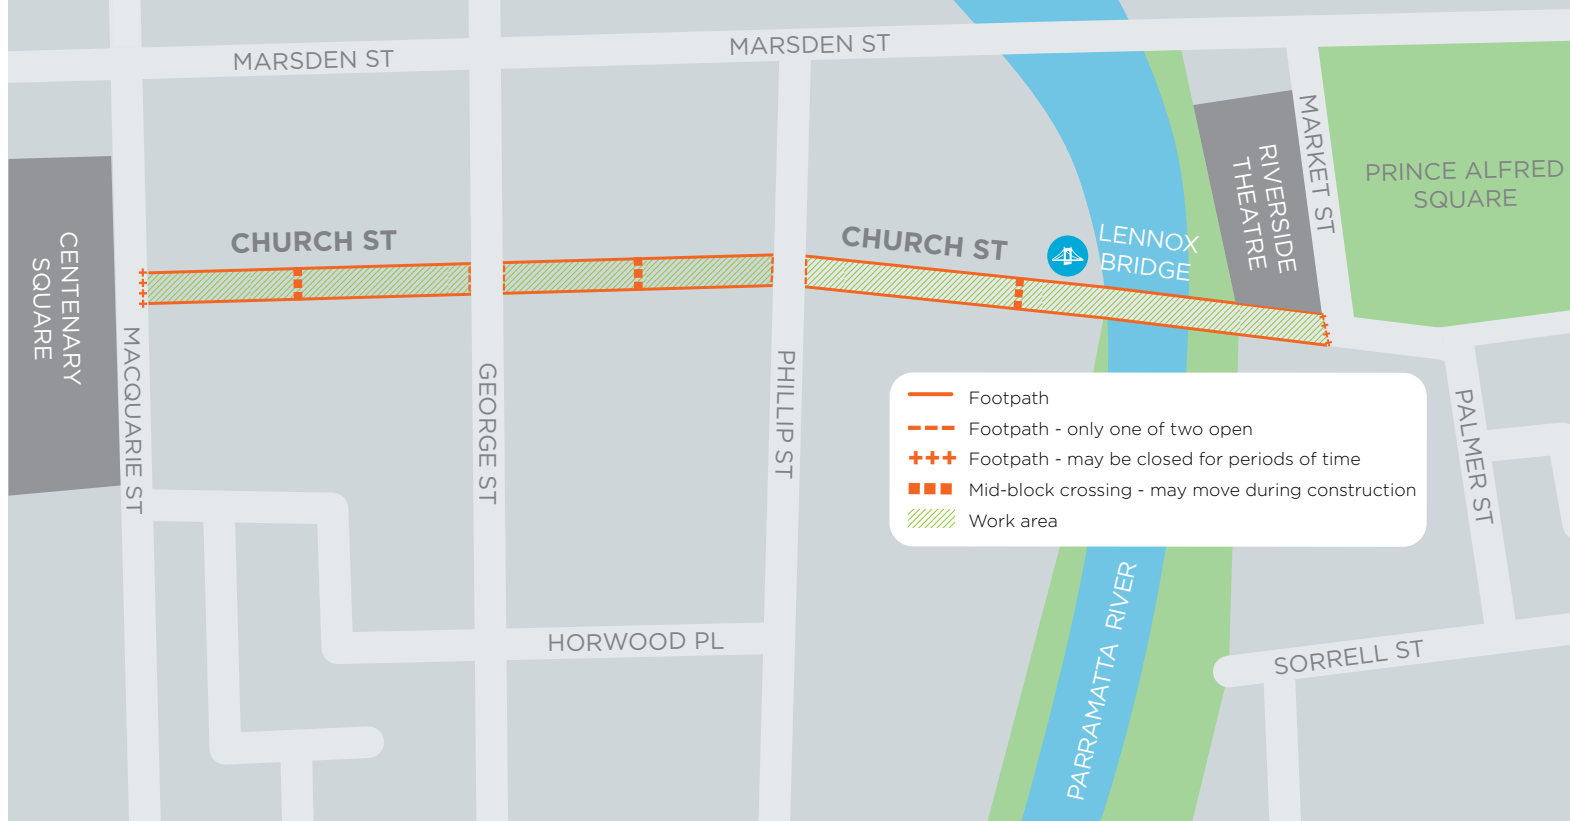 MARSDEN ST
MARSDEN ST
MARKET ST
RIVERSIDE
THEATRE
PRINCE ALFRED
SQUARE
CENTENARY
SQUARE
CHURCH ST
CHURCH ST
LENNOX
BRIDGE
MACQUARIE ST
GEORGE ST
PHILLIP ST
Footpath
Footpath - only one of two open
Footpath - may be closed for periods of time
Mid-block crossing - may move during construction
Work area
PALMER ST
PARRAMATTA RIVER
HORWOOD PL
SORRELL ST